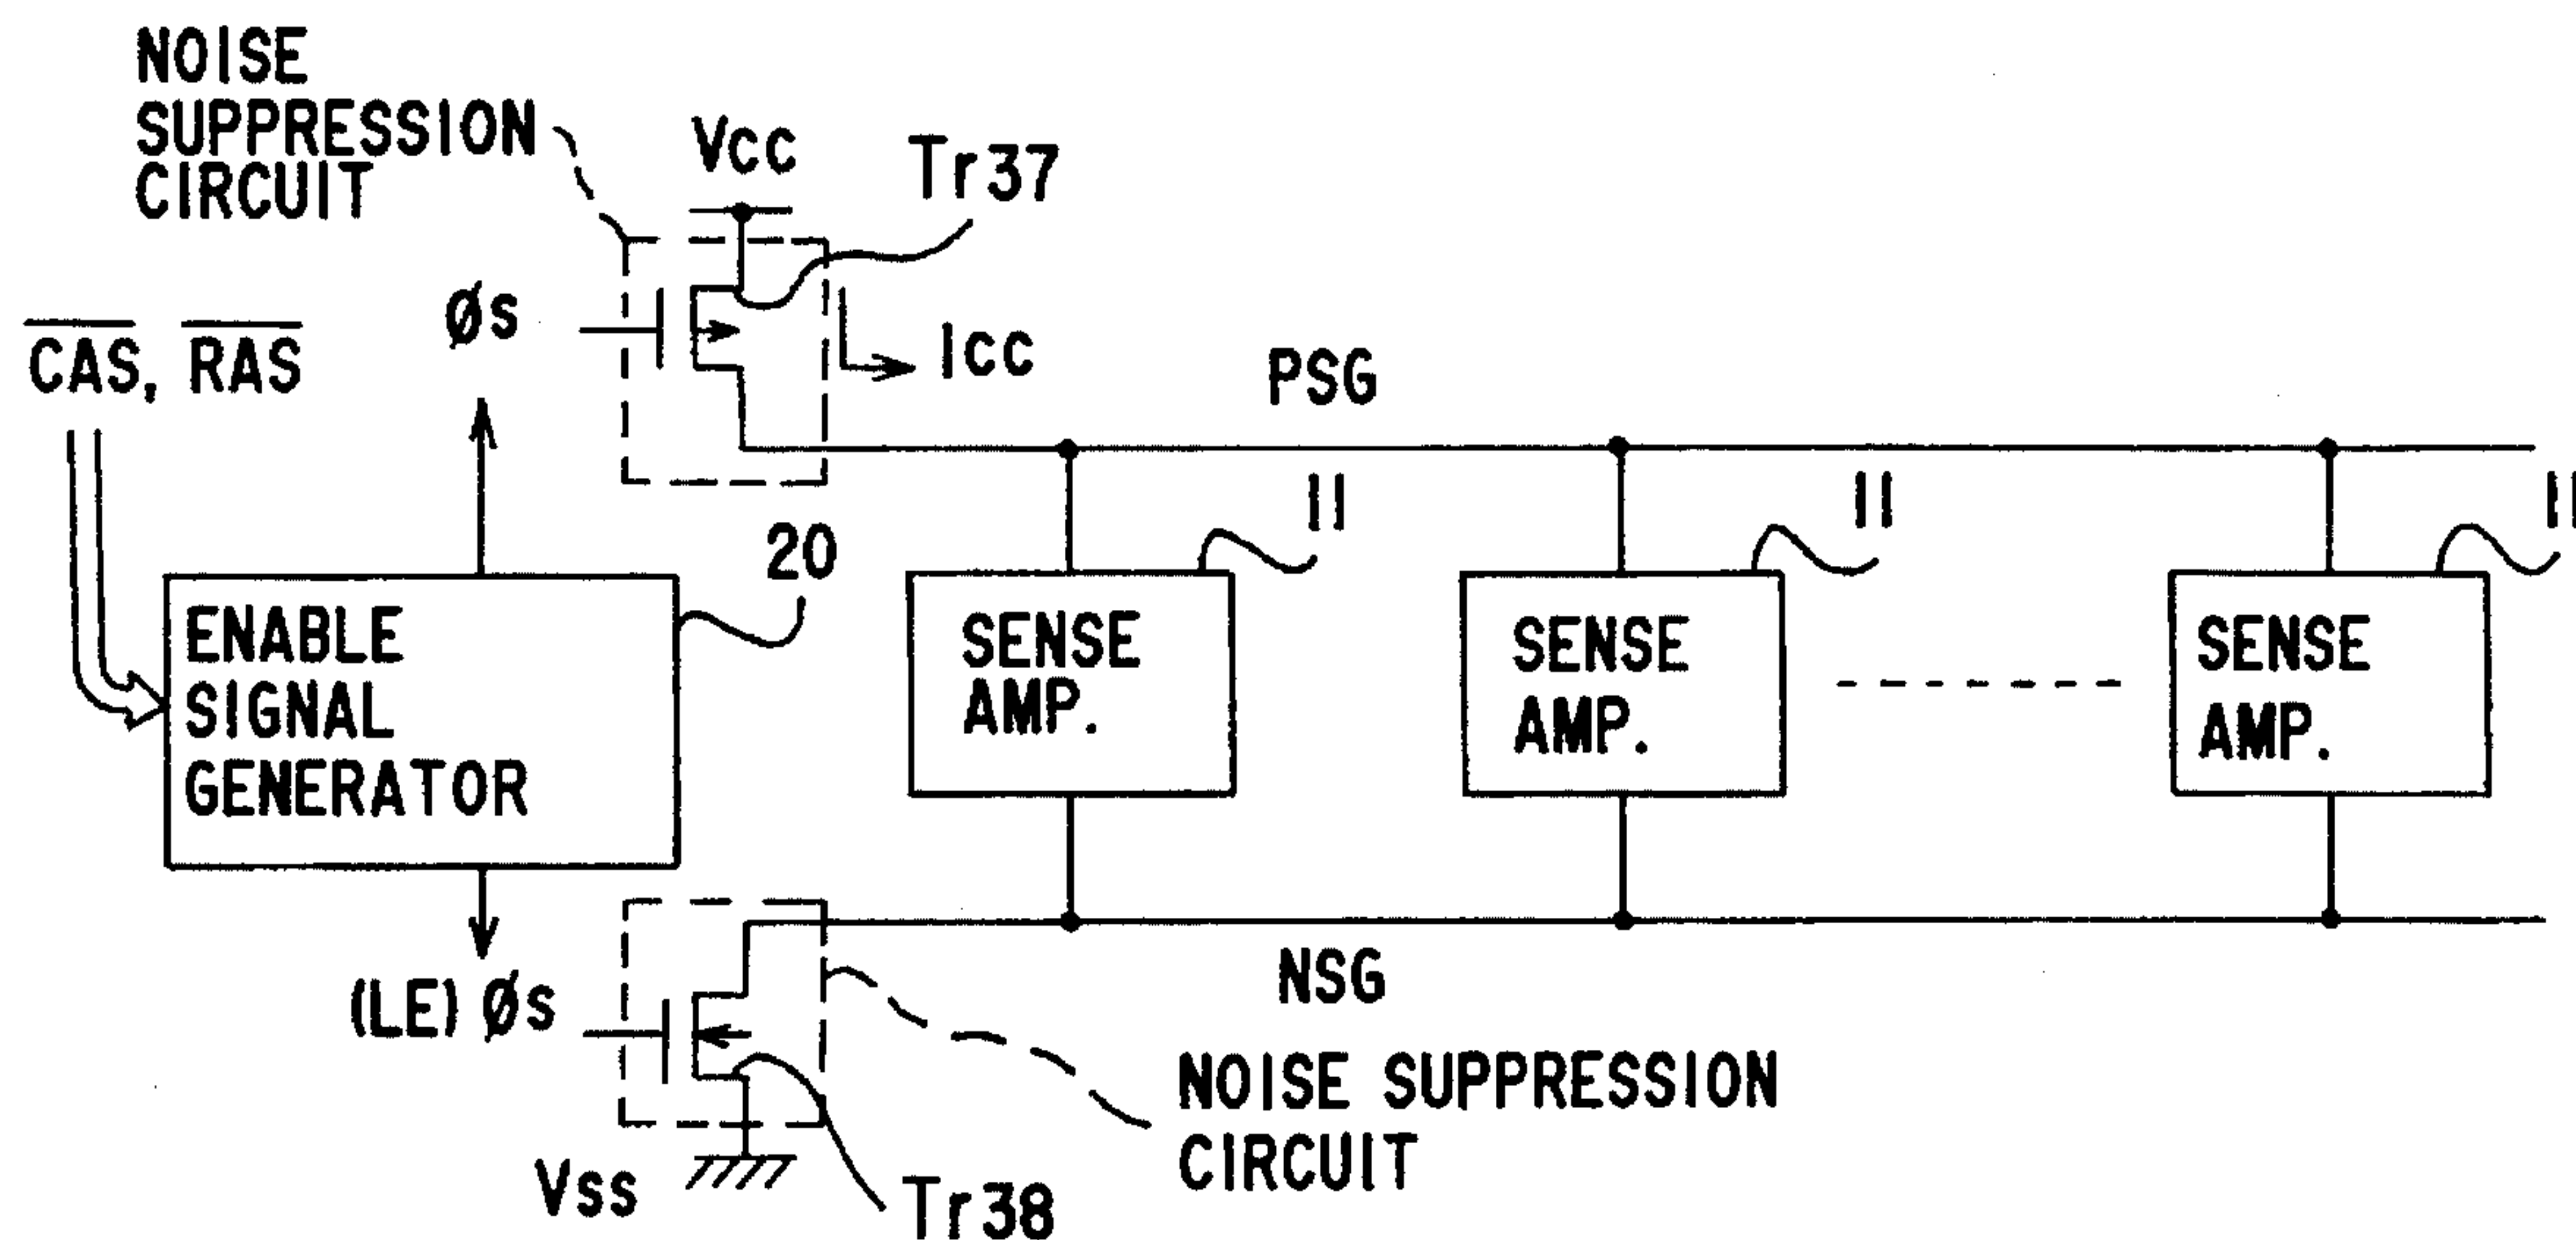 NOISE
SUPPRESSION
CIRCUIT
Vcc
Tr37
Øs
CAS, RAS
Icc
PSG
11
11
11
20
ENABLE
SIGNAL
GENERATOR
SENSE
AMP.
SENSE
AMP.
SENSE
AMP.
(LE) Øs
NSG
NOISE SUPPRESSION
CIRCUIT
Vss
Tr38